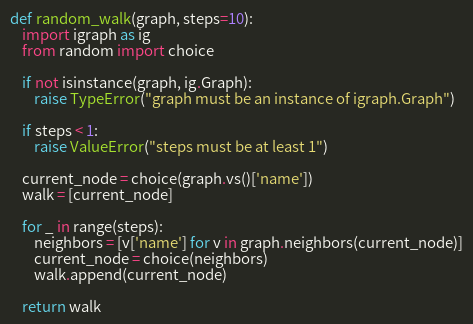 def random_walk(graph, steps=10):
    import igraph as ig
    from random import choice

    if not isinstance(graph, ig.Graph):
        raise TypeError("graph must be an instance of igraph.Graph")

    if steps < 1:
        raise ValueError("steps must be at least 1")

    current_node = choice(graph.vs()['name'])
    walk = [current_node]

    for _ in range(steps):
        neighbors = [v['name'] for v in graph.neighbors(current_node)]
        current_node = choice(neighbors)
        walk.append(current_node)

    return walk